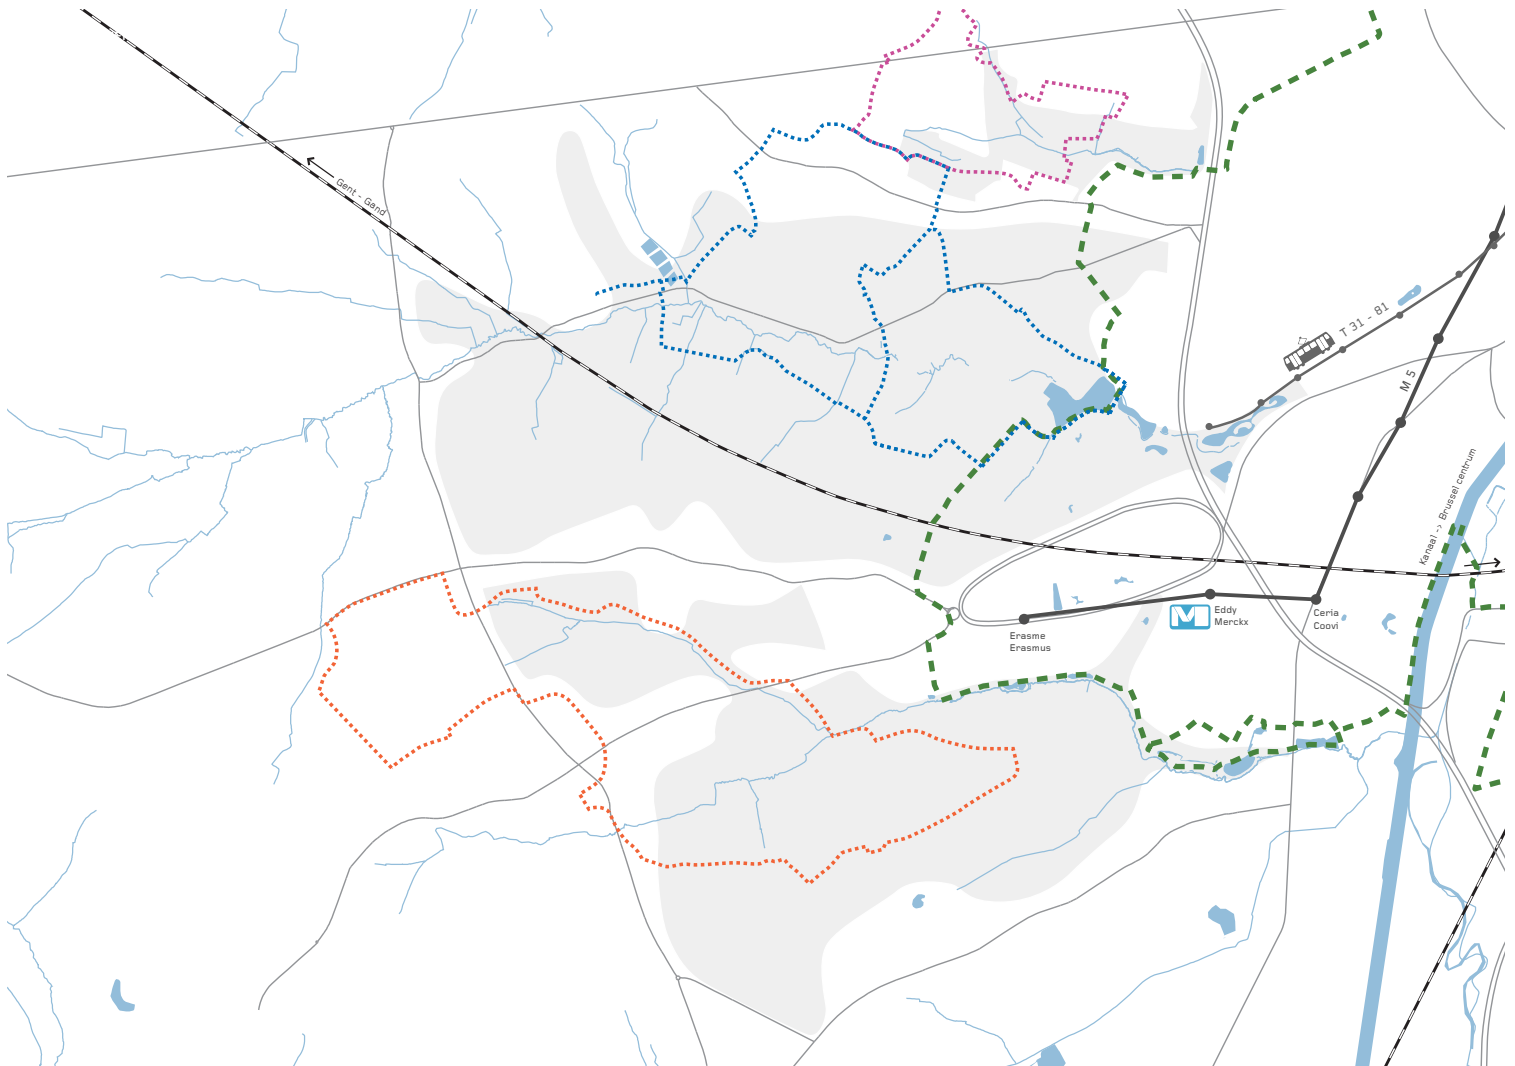 Gent - Gand
T 31 - 81
M 5
Kanaal --> Brussel centrum
M
Eddy
Merckx
Ceria
Coovi
Erasme
Erasmus